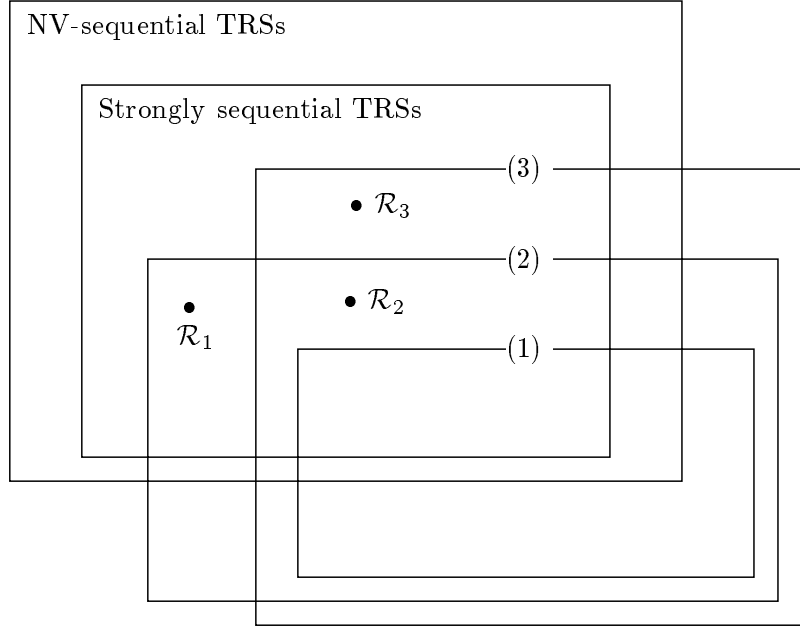 NV-sequential TRSs
Strongly sequential TRSs
(3)
• R₃
(2)
• R₂
•
R₁
(1)